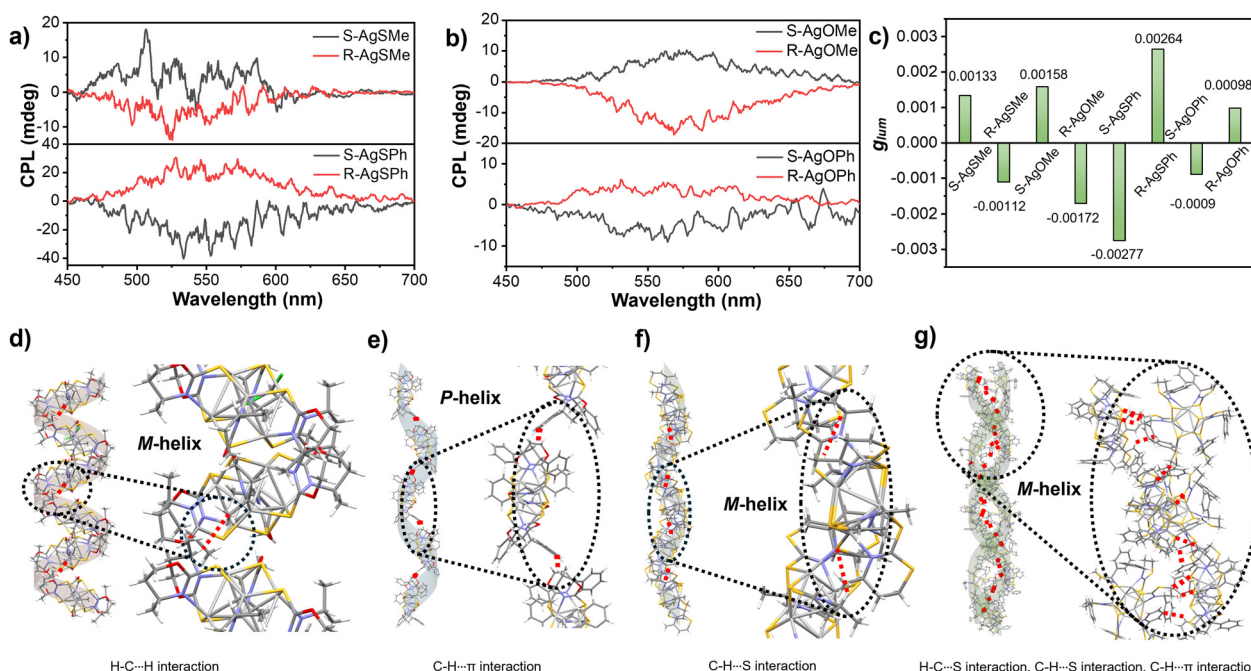 a)
CPL (mdeg)
20
10
0
10
40
20
0
-20
-40
S-AgSMe
R-AgSMe
S-AgSPh
R-AgSPh
450 500 550 600 650 700
Wavelength (nm)
b)
CPL (mdeg)
20
10
0
-10
-20
10
0
-10
S-AgOMe
R-AgOMe
S-AgOPh
R-AgOPh
450 500 550 600 650 700
Wavelength (nm)
c)
glum
0.003
0.002
0.001
0.000
-0.001
-0.002
-0.003
0.00133
R-AgSMe
0.00158
R-AgOMe
S-AgSPh
0.00264
S-AgOPh
0.00098
S-AgSMe
-0.00112
S-AgOMe
-0.00172
-0.00277
R-AgSPh
-0.0009
R-AgOPh
d)
M-helix
H-C···H interaction
e)
P-helix
C-H···π interaction
f)
M-helix
C-H···S interaction
g)
M-helix
H-C···S interaction, C-H···S interaction, C-H···π interaction